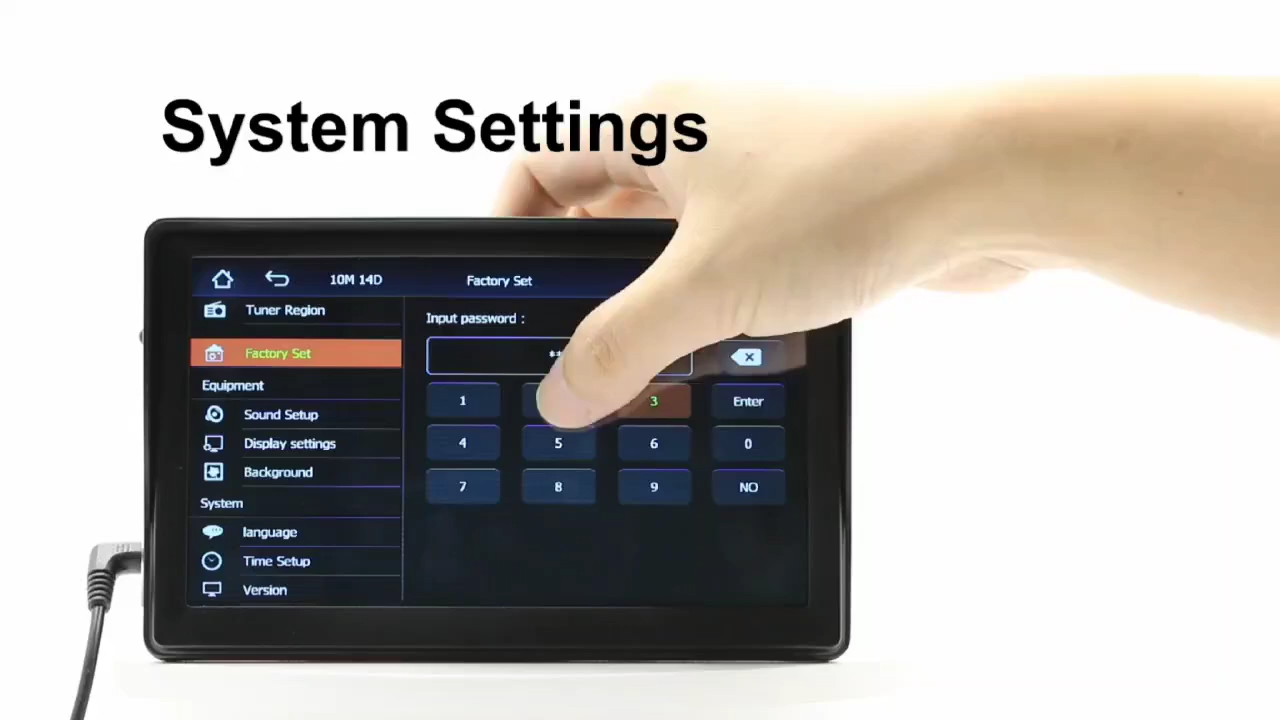 System Settings
10M 14D
Factory Set
Tuner Region
Input password :
Factory Set
**
Equipment
1
3
Enter
Sound Setup
Display settings
4
5
6
0
Background
7
8
9
NO
System
language
Time Setup
Version